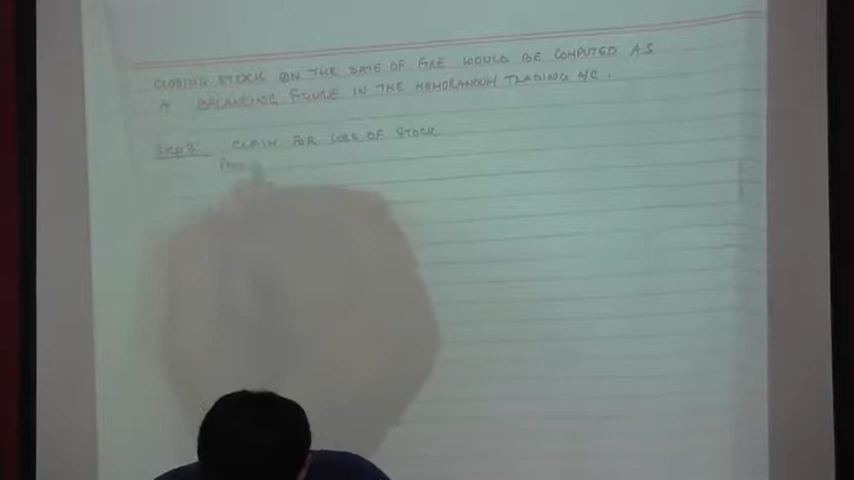 CLOSING STOCK ON THE DATE OF FIRE WOULD BE COMPUTED AS
A BALANCING FIGURE IN THE MEMORANDUM TRADING A/C.
STEP 3: CLAIM FOR LOSS OF STOCK